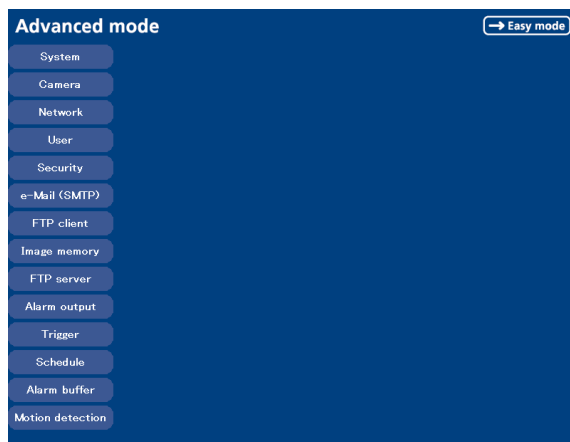 Advanced mode
→ Easy mode
System
Camera
Network
User
Security
e-Mail (SMTP)
FTP client
Image memory
FTP server
Alarm output
Trigger
Schedule
Alarm buffer
Motion detection